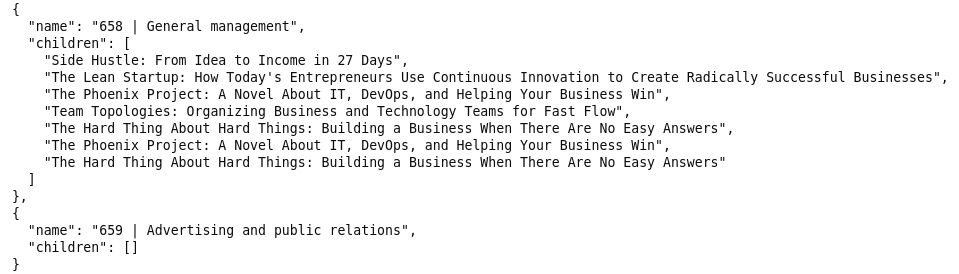 {
  "name": "658 | General management",
  "children": [
    "Side Hustle: From Idea to Income in 27 Days",
    "The Lean Startup: How Today's Entrepreneurs Use Continuous Innovation to Create Radically Successful Businesses",
    "The Phoenix Project: A Novel About IT, DevOps, and Helping Your Business Win",
    "Team Topologies: Organizing Business and Technology Teams for Fast Flow",
    "The Hard Thing About Hard Things: Building a Business When There Are No Easy Answers",
    "The Phoenix Project: A Novel About IT, DevOps, and Helping Your Business Win",
    "The Hard Thing About Hard Things: Building a Business When There Are No Easy Answers"
  ]
},
{
  "name": "659 | Advertising and public relations",
  "children": []
}